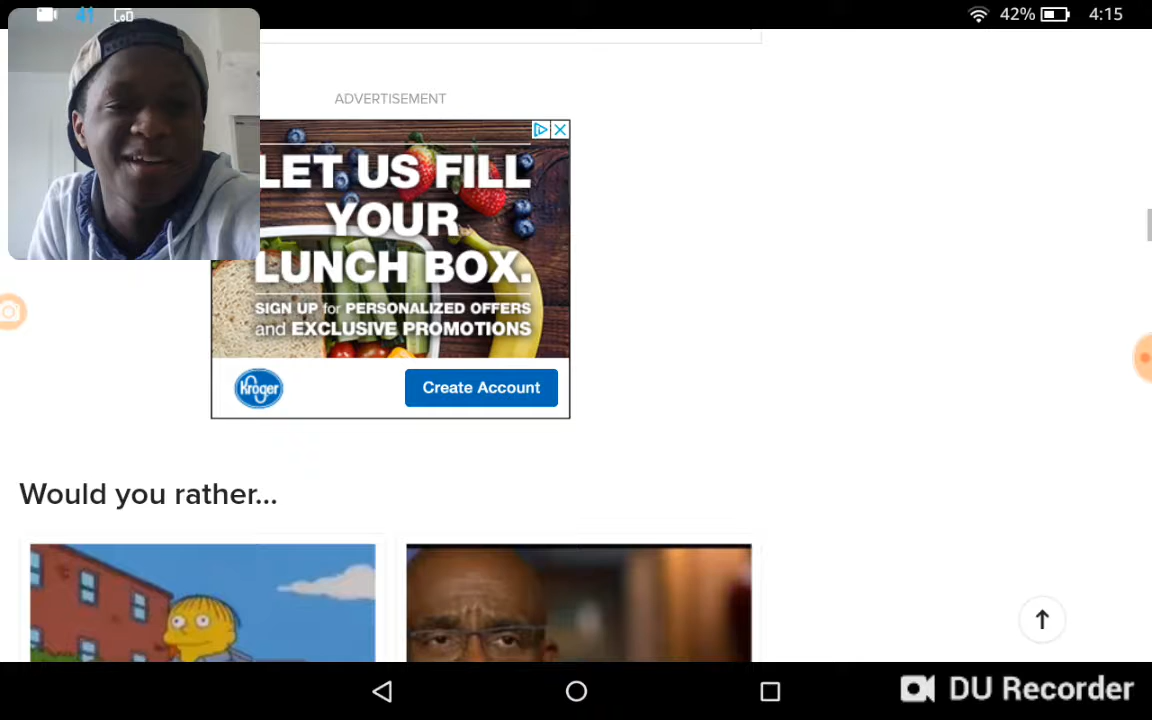 41
42%
4:15
ADVERTISEMENT
LET US FILL
YOUR
LUNCH BOX.
SIGN UP for PERSONALIZED OFFERS
and EXCLUSIVE PROMOTIONS
Kroger
Create Account
Would you rather...
DU Recorder